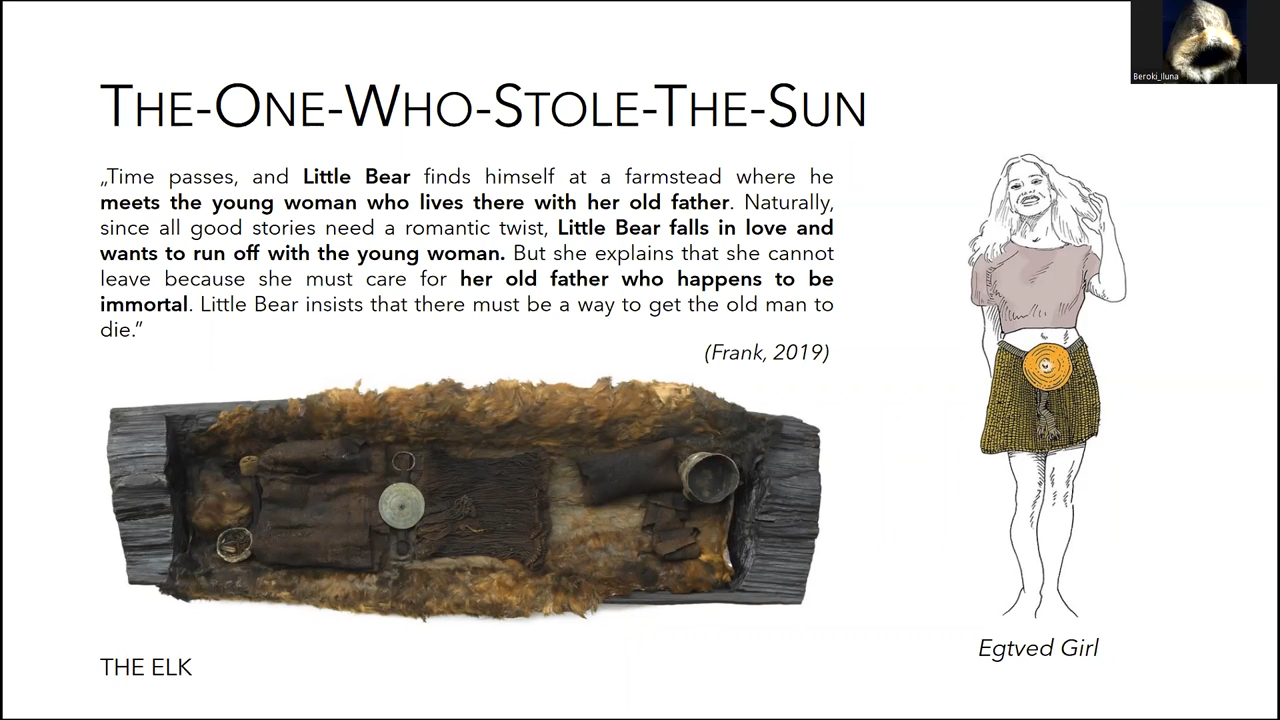 Beroki_Iluna
THE-ONE-WHO-STOLE-THE-SUN
„Time passes, and Little Bear finds himself at a farmstead where he
meets the young woman who lives there with her old father. Naturally,
since all good stories need a romantic twist, Little Bear falls in love and
wants to run off with the young woman. But she explains that she cannot
leave because she must care for her old father who happens to be
immortal. Little Bear insists that there must be a way to get the old man to
die.”
(Frank, 2019)
Egtved Girl
THE ELK